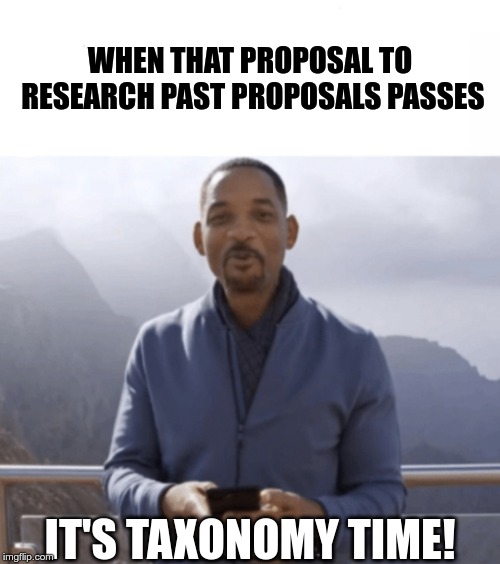 WHEN THAT PROPOSAL TO
RESEARCH PAST PROPOSALS PASSES
IT'S TAXONOMY TIME!
imgflip.com